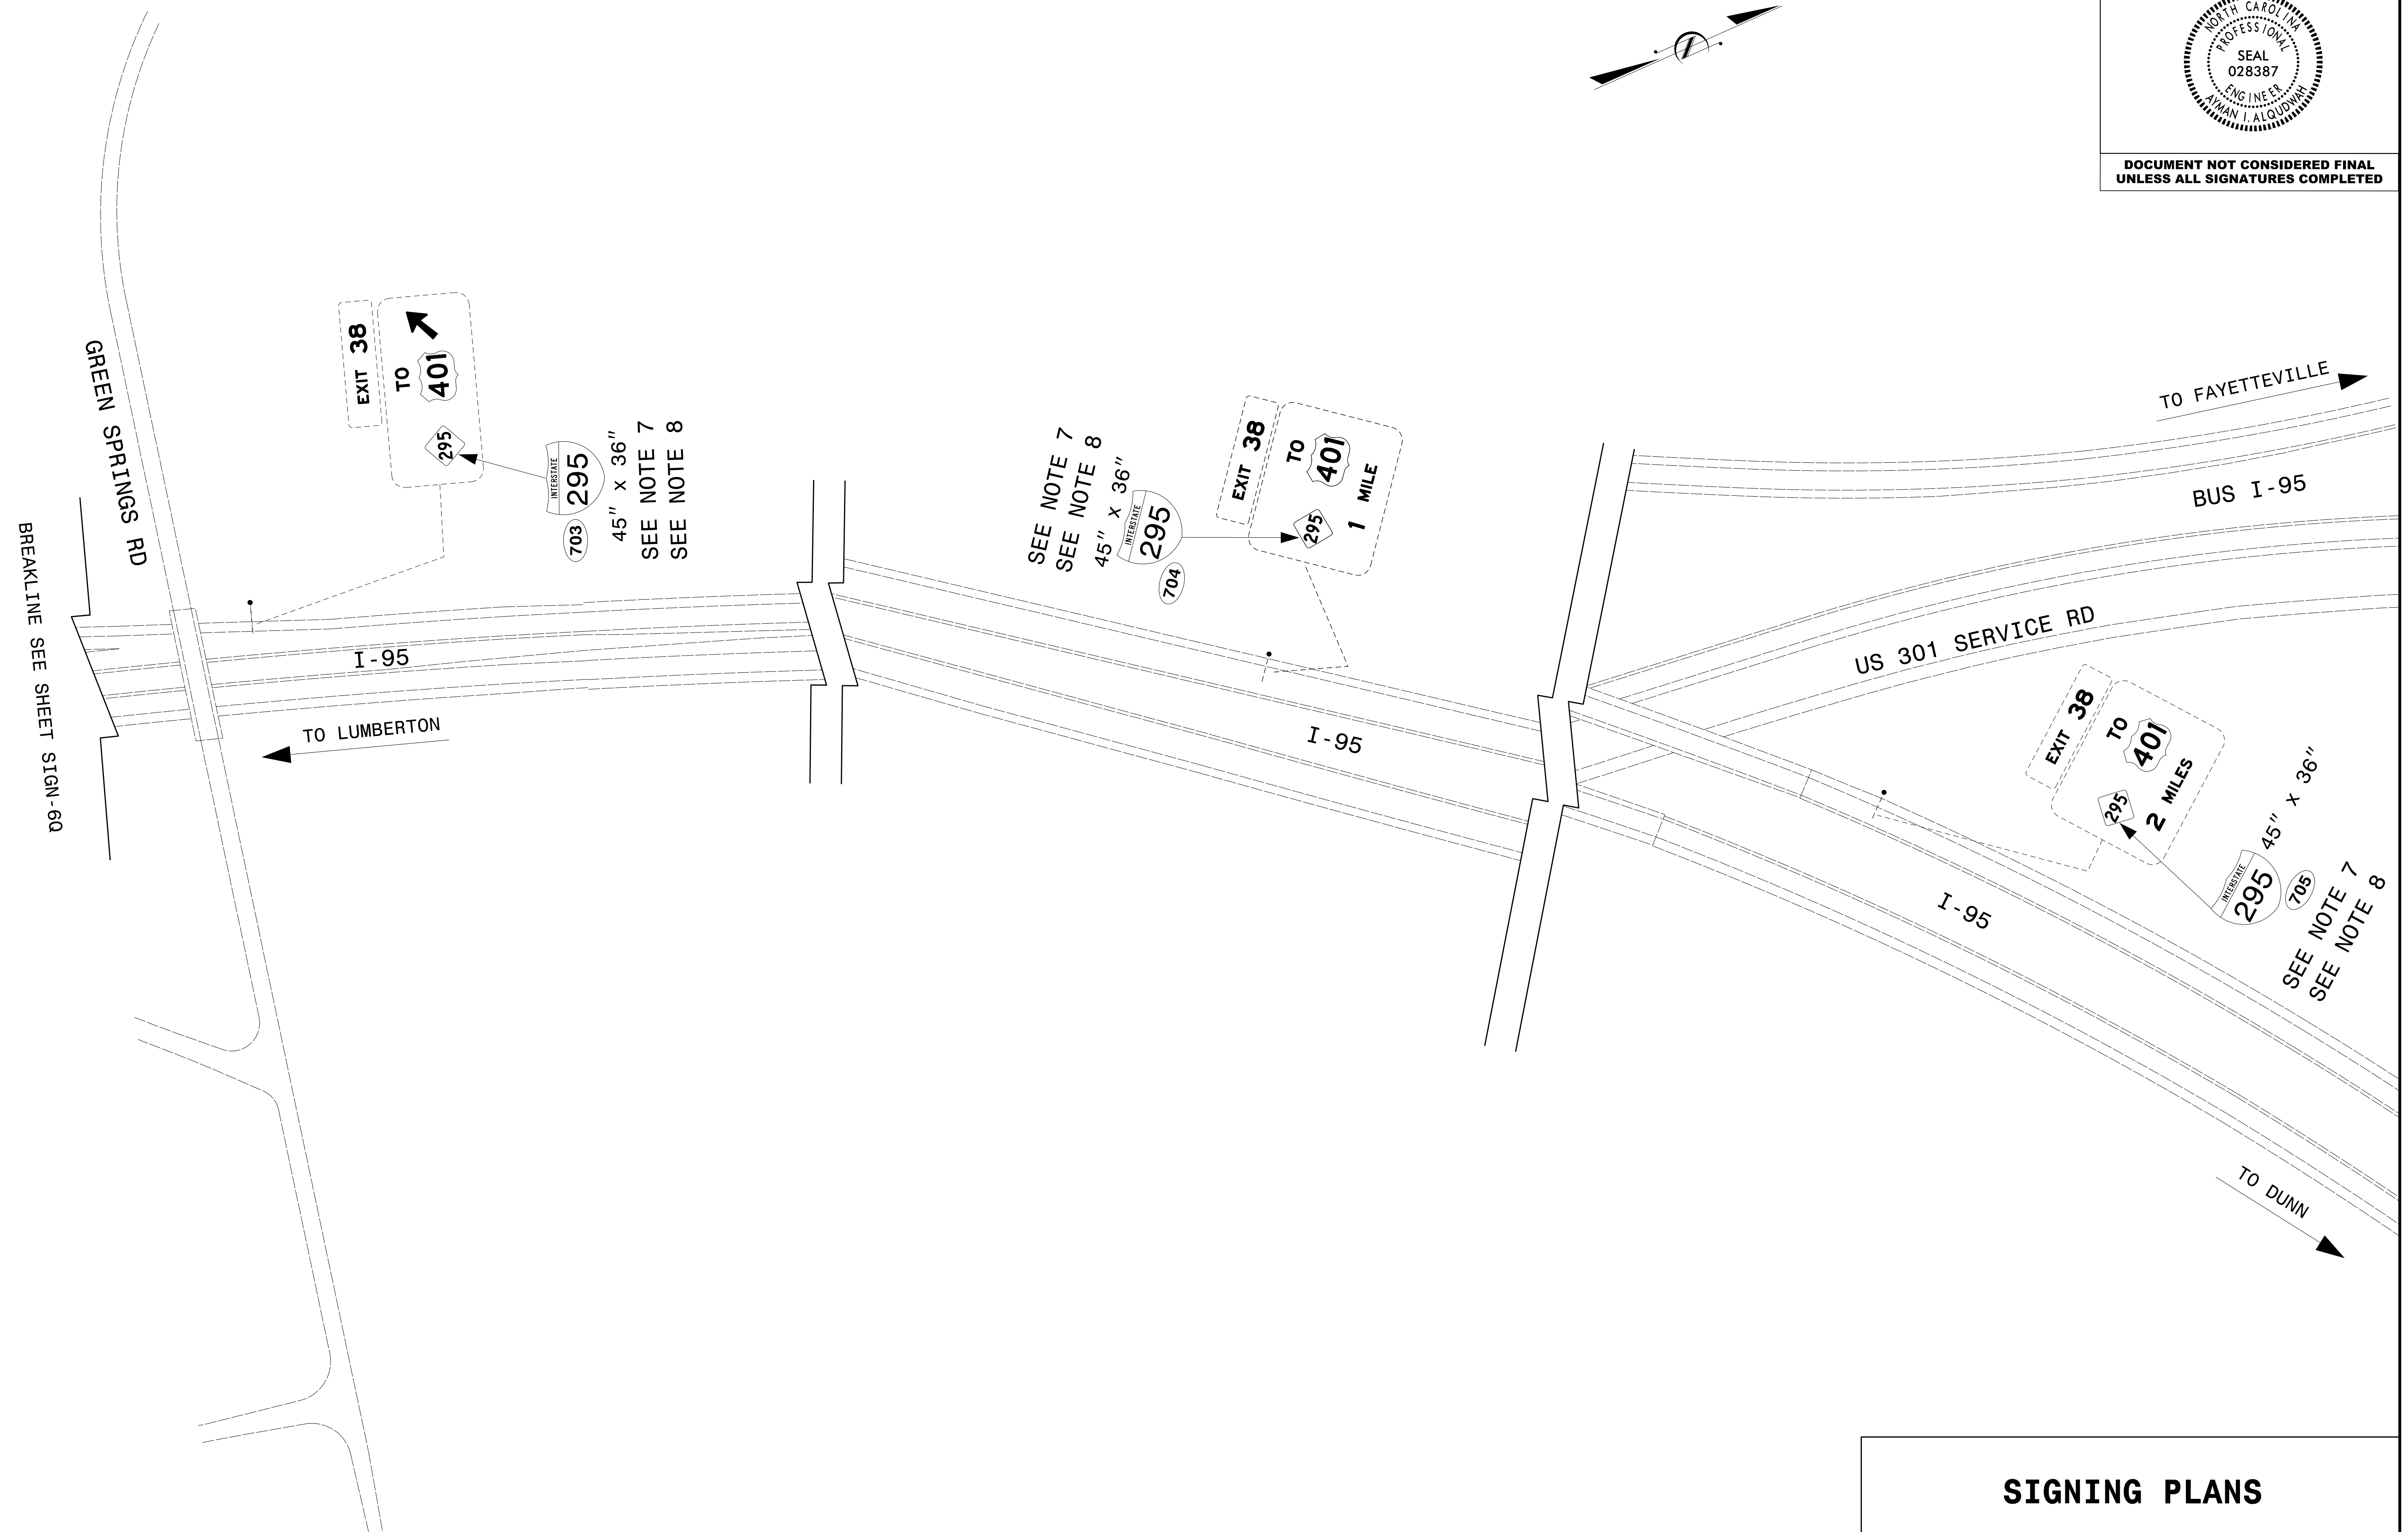 NORTH CAROLINA
PROFESSIONAL
SEAL
028387
ENGINEER
AYMAN I. ALQUDWAH
DOCUMENT NOT CONSIDERED FINAL
UNLESS ALL SIGNATURES COMPLETED
GREEN SPRINGS RD
BREAKLINE SEE SHEET SIGN-6Q
EXIT 38
TO
401
295
INTERSTATE
295
703
45" x 36"
SEE NOTE 7
SEE NOTE 8
I-95
TO LUMBERTON
SEE NOTE 7
SEE NOTE 8
45" x 36"
INTERSTATE
295
704
EXIT 38
TO
401
295
1 MILE
I-95
TO FAYETTEVILLE
BUS I-95
US 301 SERVICE RD
EXIT 38
TO
401
295
2 MILES
45" x 36"
INTERSTATE
295
705
SEE NOTE 7
SEE NOTE 8
I-95
TO DUNN
SIGNING PLANS